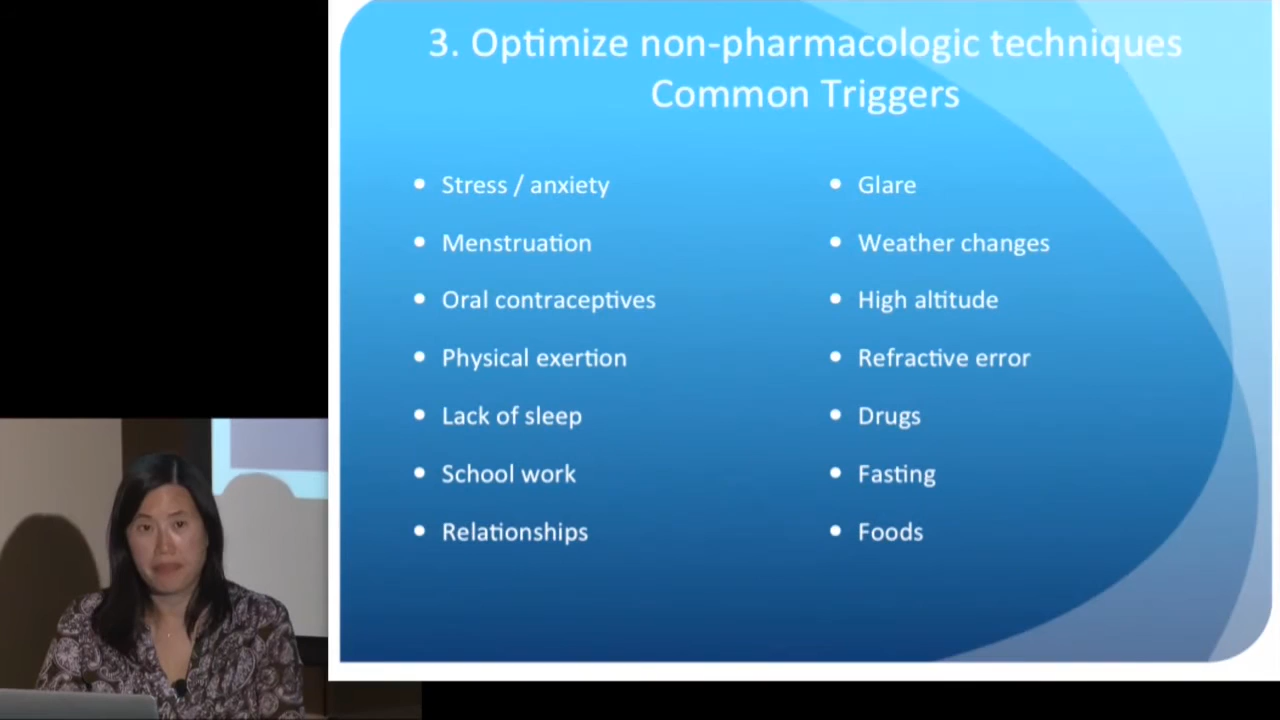 3. Optimize non-pharmacologic techniques
Common Triggers
• Stress / anxiety
• Menstruation
• Oral contraceptives
• Physical exertion
• Lack of sleep
• School work
• Relationships
• Glare
• Weather changes
• High altitude
• Refractive error
• Drugs
• Fasting
• Foods